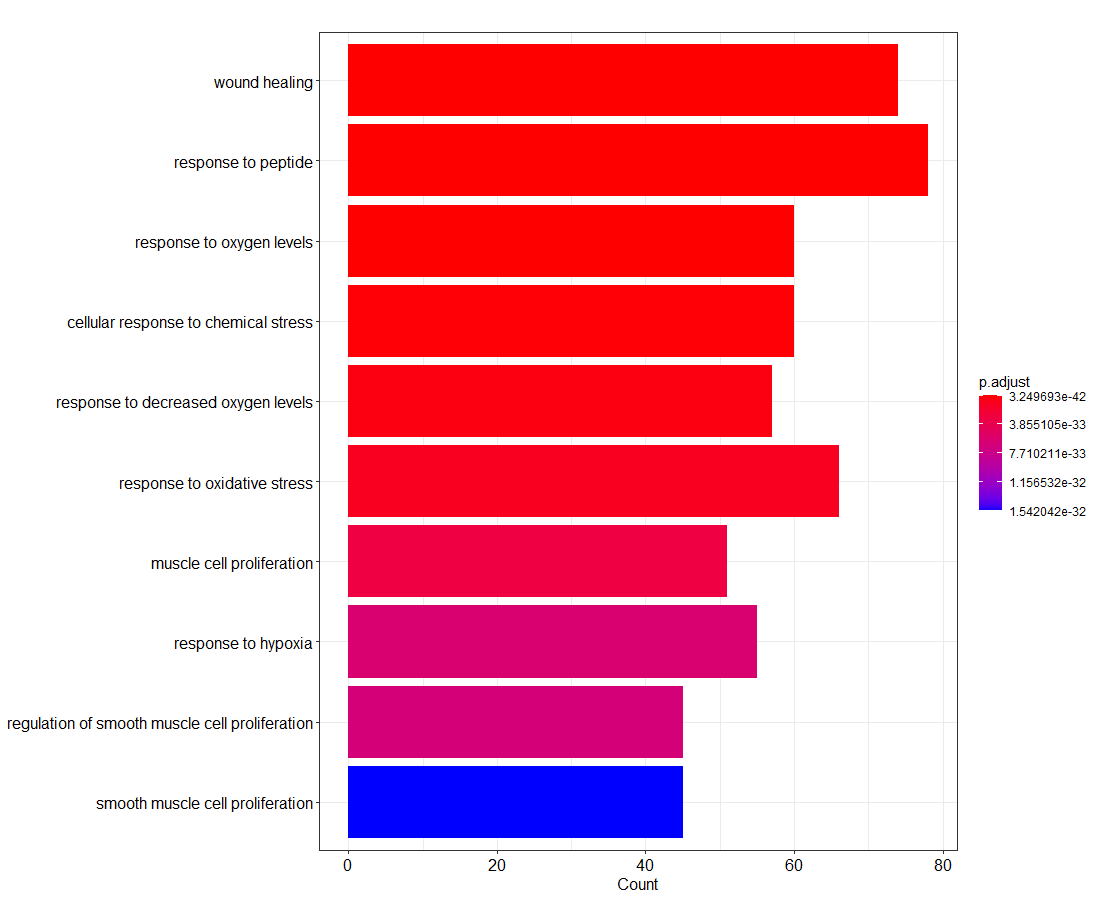 wound healing
response to peptide
response to oxygen levels
cellular response to chemical stress
response to decreased oxygen levels
response to oxidative stress
muscle cell proliferation
response to hypoxia
regulation of smooth muscle cell proliferation
smooth muscle cell proliferation
0 20 40 60 80
Count
p.adjust
3.249693e-42
3.855105e-33
7.710211e-33
1.156532e-32
1.542042e-32